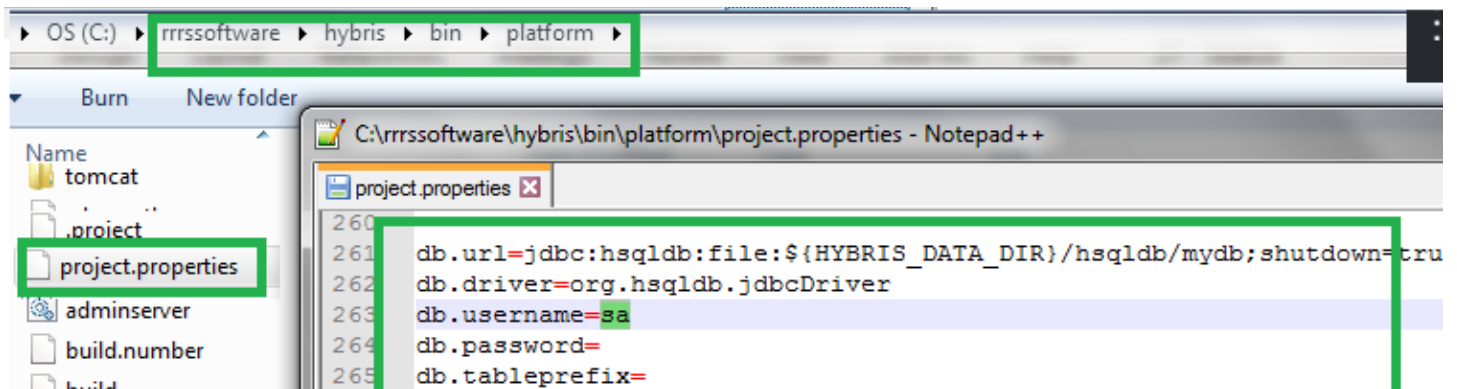 OS (C:) rrrssoftware hybris bin platform
Burn New folder
C:\rrrssoftware\hybris\bin\platform\project.properties - Notepad++
Name
tomcat
.project
project.properties
adminserver
build.number
build
project.properties
260
261 db.url=jdbc:hsqldb:file:${HYBRIS_DATA_DIR}/hsqldb/mydb;shutdown=tru
262 db.driver=org.hsqldb.jdbcDriver
263 db.username=sa
264 db.password=
265 db.tableprefix=